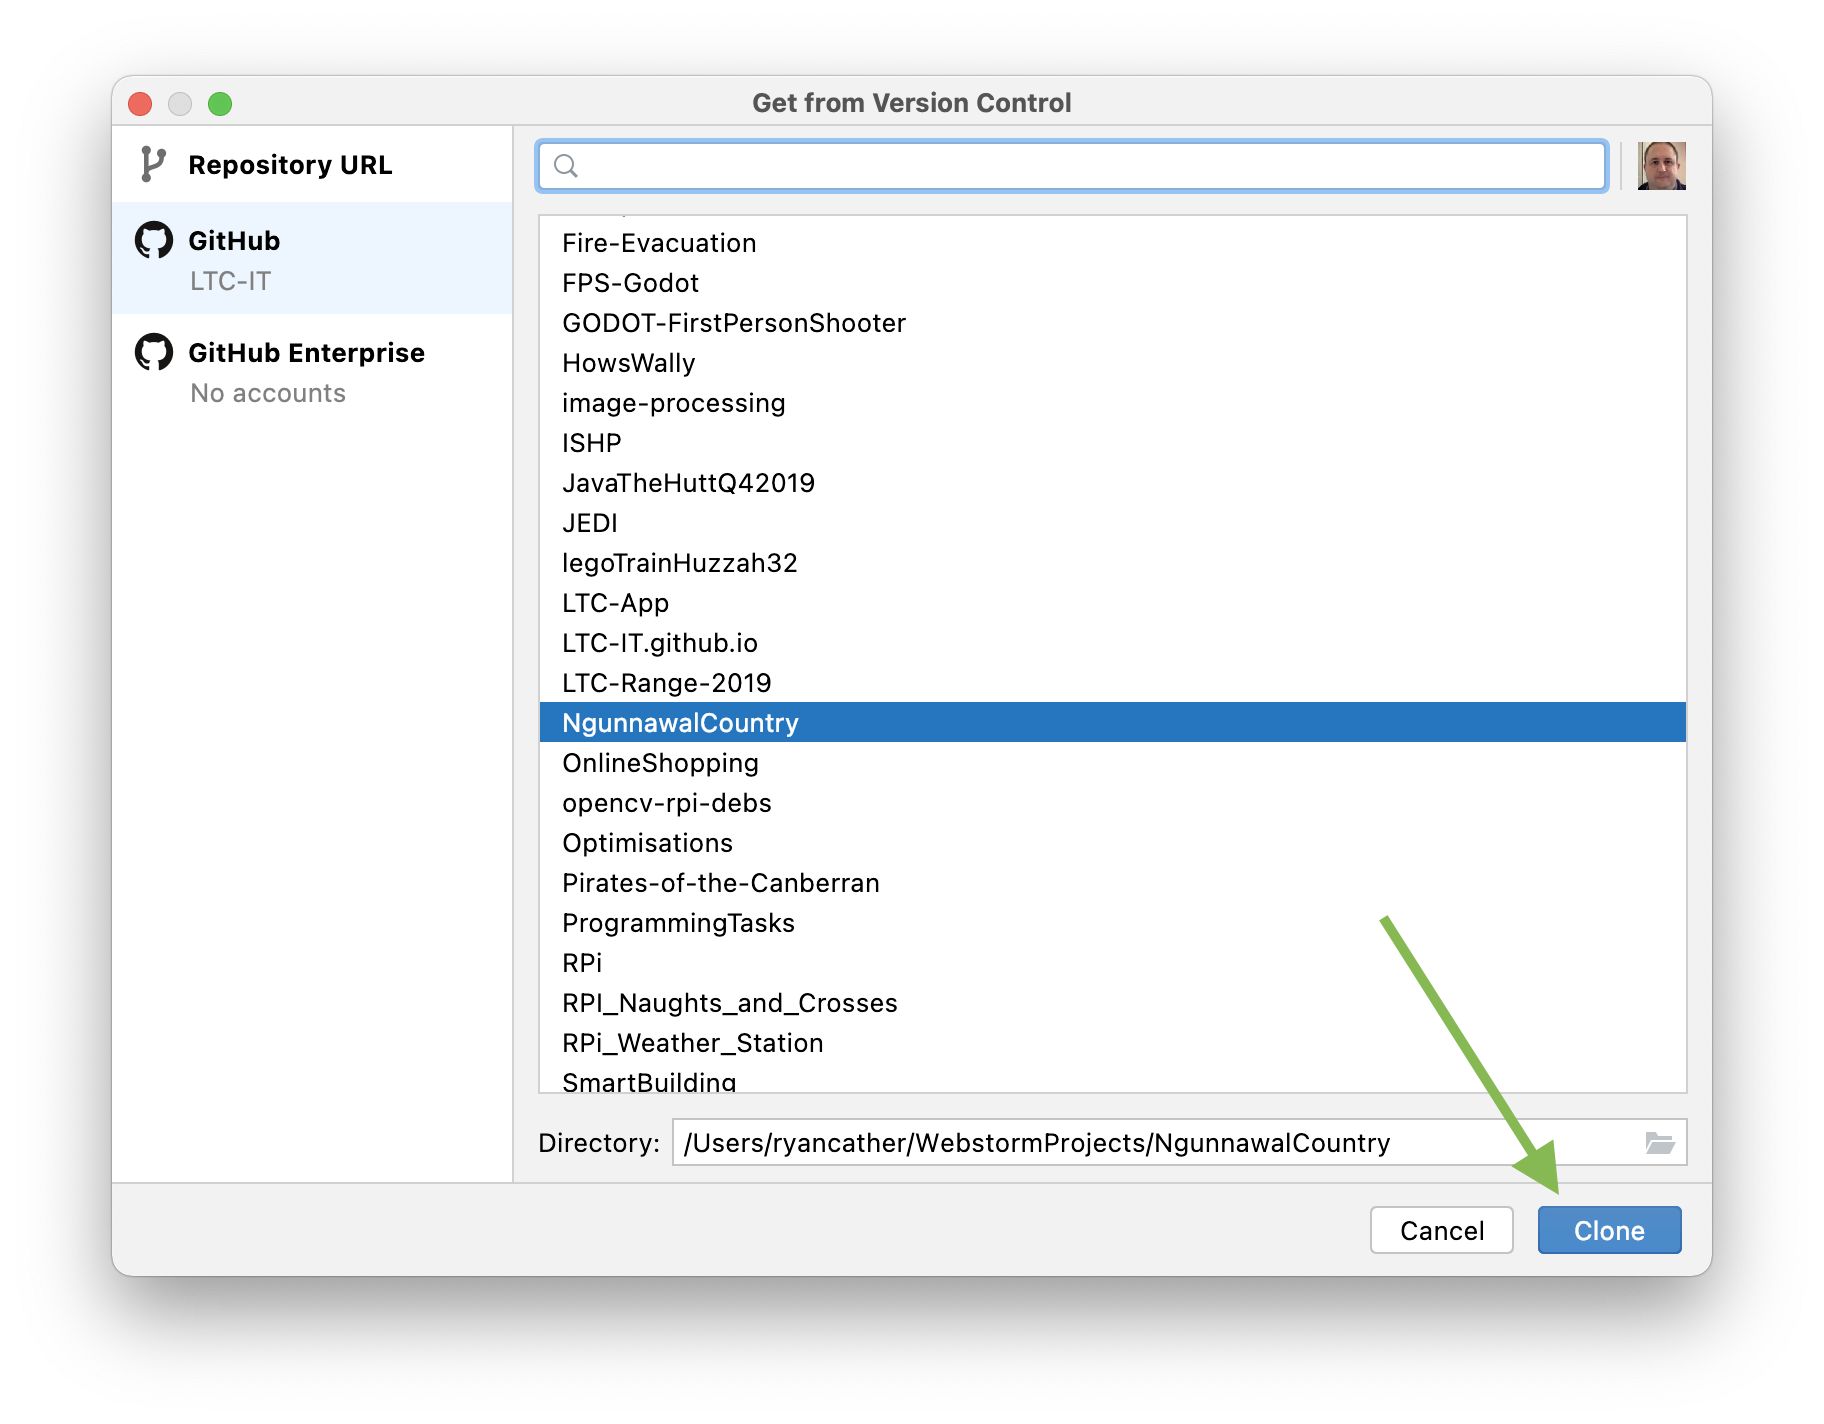 Get from Version Control
Repository URL
GitHub
LTC-IT
GitHub Enterprise
No accounts
Fire-Evacuation
FPS-Godot
GODOT-FirstPersonShooter
HowsWally
image-processing
ISHP
JavaTheHuttQ42019
JEDI
legoTrainHuzzah32
LTC-App
LTC-IT.github.io
LTC-Range-2019
NgunnawalCountry
OnlineShopping
opencv-rpi-debs
Optimisations
Pirates-of-the-Canberran
ProgrammingTasks
RPi
RPI_Naughts_and_Crosses
RPi_Weather_Station
SmartBuilding
Directory: /Users/ryancather/WebstormProjects/NgunnawalCountry
Cancel Clone